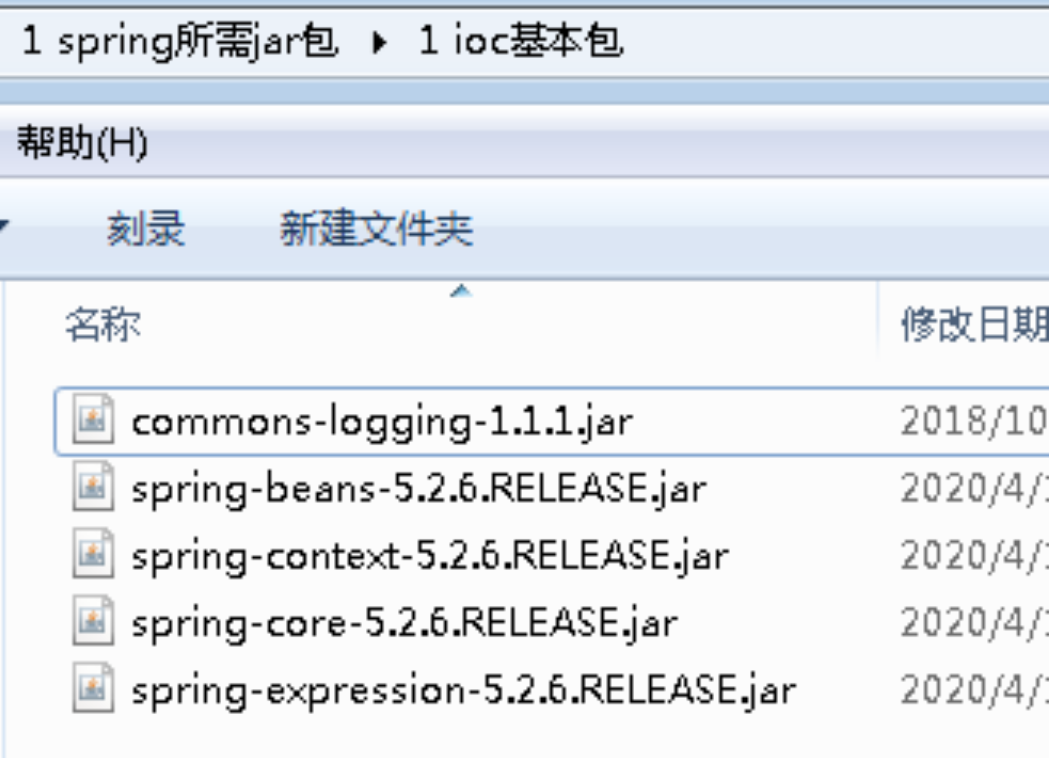 1 spring所需jar包 ▸ 1 ioc基本包
帮助(H)
刻录 新建文件夹
名称 修改日期
commons-logging-1.1.1.jar 2018/10
spring-beans-5.2.6.RELEASE.jar 2020/4/
spring-context-5.2.6.RELEASE.jar 2020/4/
spring-core-5.2.6.RELEASE.jar 2020/4/
spring-expression-5.2.6.RELEASE.jar 2020/4/